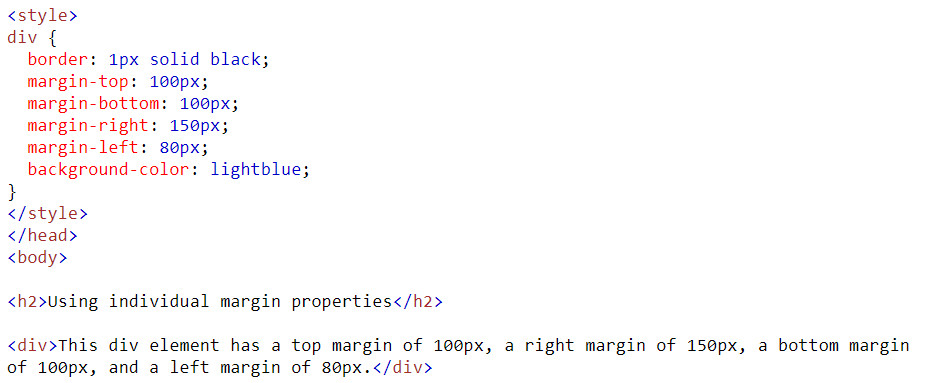 <style>
div {
  border: 1px solid black;
  margin-top: 100px;
  margin-bottom: 100px;
  margin-right: 150px;
  margin-left: 80px;
  background-color: lightblue;
}
</style>
</head>
<body>

<h2>Using individual margin properties</h2>

<div>This div element has a top margin of 100px, a right margin of 150px, a bottom margin
of 100px, and a left margin of 80px.</div>